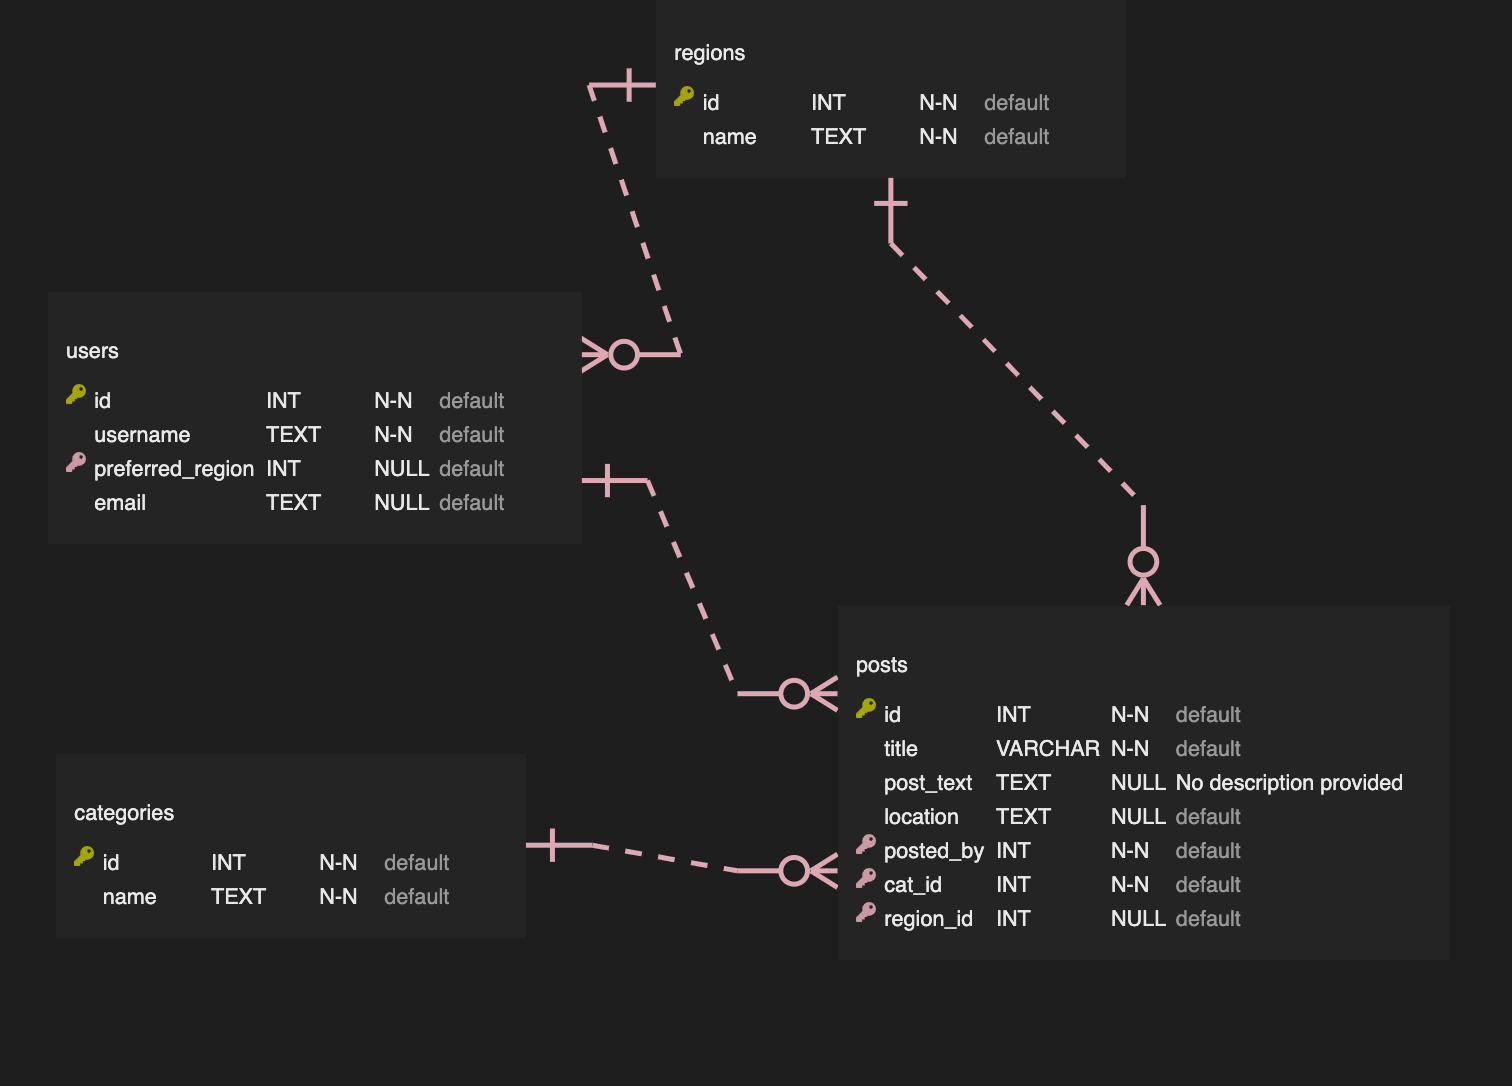 regions
id INT N-N default
name TEXT N-N default
users
id INT N-N default
username TEXT N-N default
preferred_region INT NULL default
email TEXT NULL default
posts
id INT N-N default
title VARCHAR N-N default
post_text TEXT NULL No description provided
location TEXT NULL default
posted_by INT N-N default
cat_id INT N-N default
region_id INT NULL default
categories
id INT N-N default
name TEXT N-N default